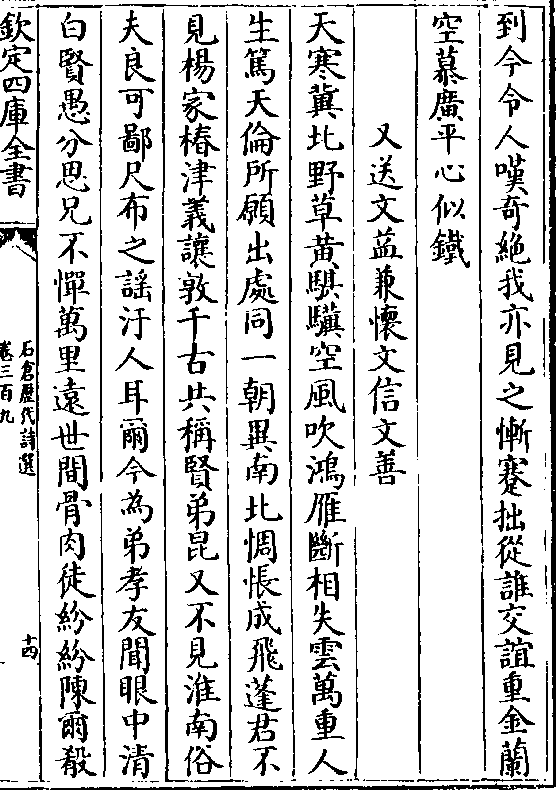 到今令人嘆奇絶我亦見之慚蹇拙從誰交誼重金蘭
空慕廣平心似鐵
又送文藍兼懷文信文善
天寒冀北野草黄騏驥空風吹鴻雁斷相失雲萬重人
生篤天倫所願出處同一朝異南北惆悵成飛蓬君不
見楊家椿津義讓敦千古共稱賢弟昆又不見淮南俗
夫良可鄙尺布之謡汙人耳爾今為弟孝友聞眼中清
白賢愚分思兄不憚萬里遠世間骨肉徒紛紛陳爾殽
欽定四庫全書
石倉歷代詩選
卷三百九
十四